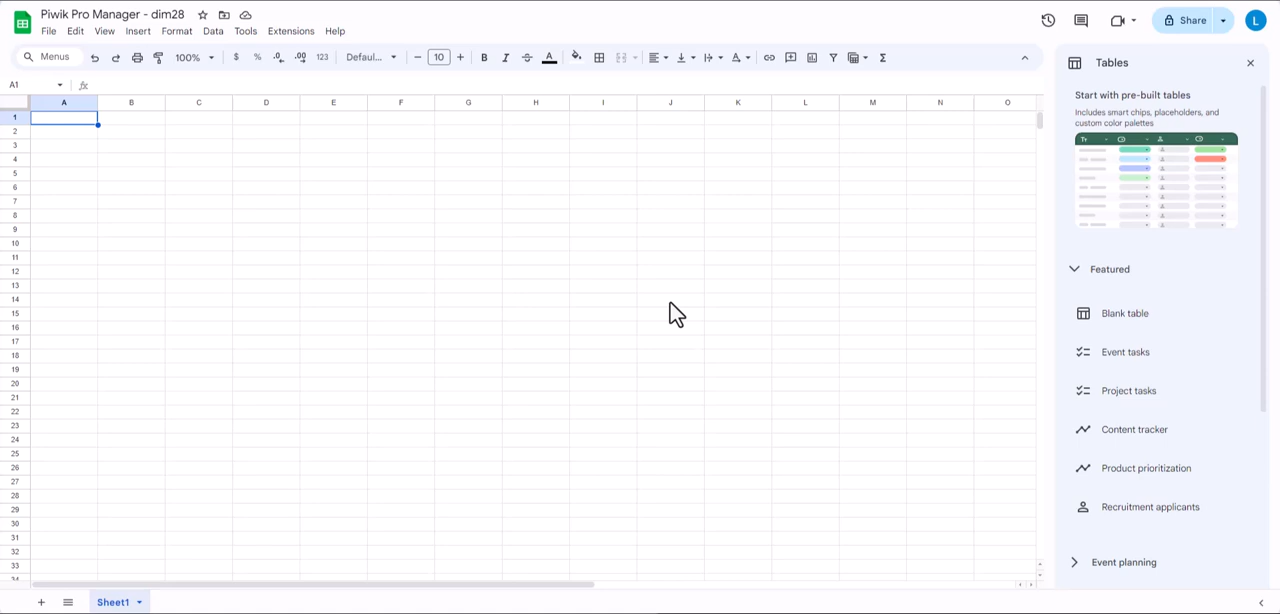 Piwik Pro Manager - dim28
File Edit View Insert Format Data Tools Extensions Help
Share
L
Menus
100%
$ % .0 .00 123
Defaul...
10
B I A
A1
fx
A B C D E F G H I J K L M N O
1
2
3
4
5
6
7
8
9
10
11
12
13
14
15
16
17
18
19
20
21
22
23
24
25
26
27
28
29
30
31
32
33
34
Sheet1
Tables
Start with pre-built tables
Includes smart chips, placeholders, and
custom color palettes
Featured
Blank table
Event tasks
Project tasks
Content tracker
Product prioritization
Recruitment applicants
Event planning